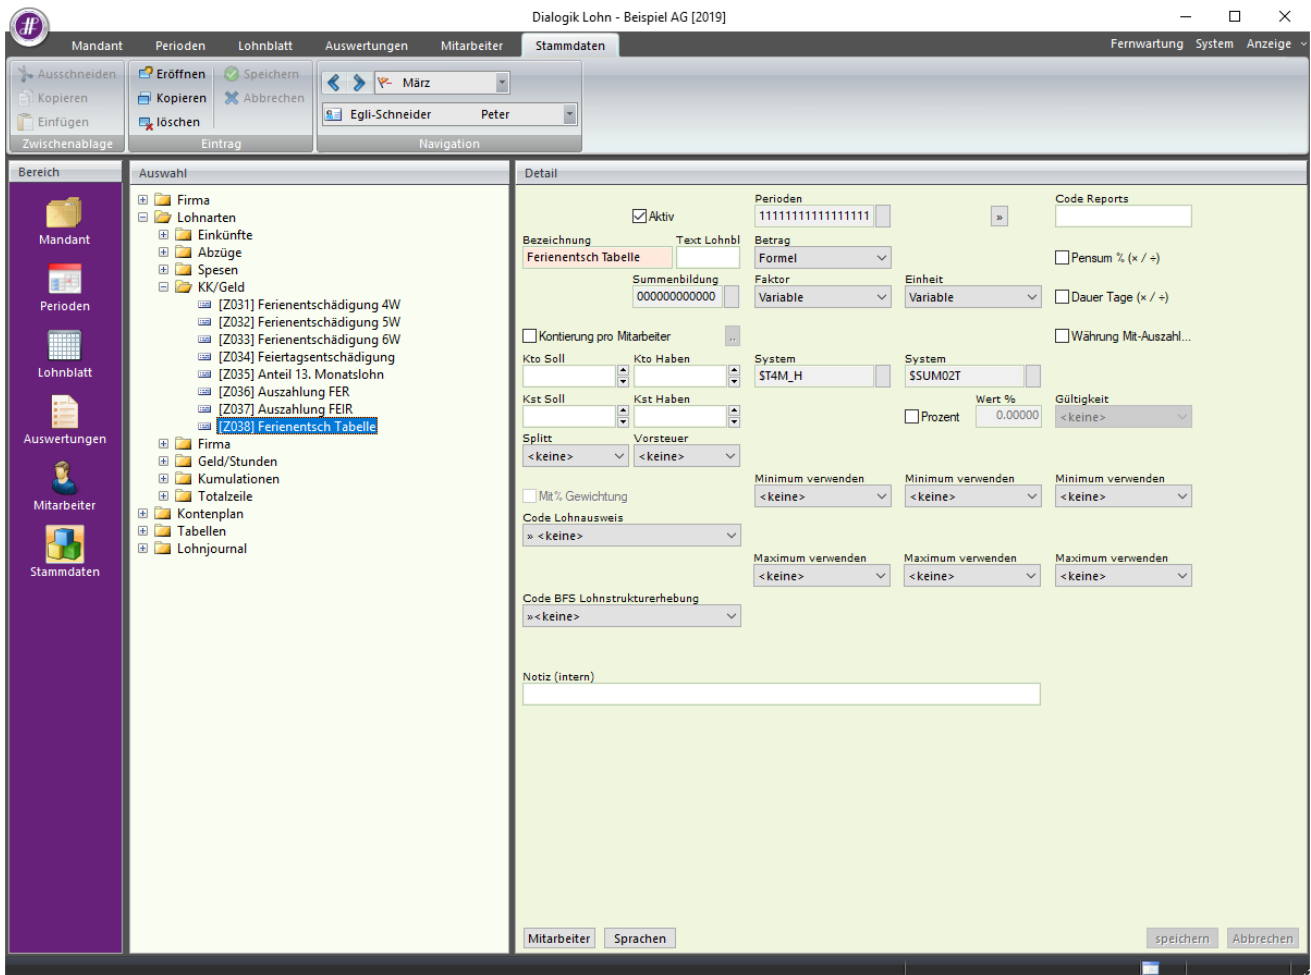 Dialogik Lohn - Beispiel AG [2019]
Mandant Perioden Lohnblatt Auswertungen Mitarbeiter Stammdaten Fernwartung System Anzeige
Ausschneiden Eröffnen Speichern März
Kopieren Kopieren Abbrechen
Einfügen löschen Egli-Schneider Peter
Zwischenablage Eintrag Navigation
Bereich
Mandant
Perioden
Lohnblatt
Auswertungen
Mitarbeiter
Stammdaten
Auswahl
Firma
Lohnarten
Einkünfte
Abzüge
Spesen
KK/Geld
[Z031] Ferienentschädigung 4W
[Z032] Ferienentschädigung 5W
[Z033] Ferienentschädigung 6W
[Z034] Feiertagsentschädigung
[Z035] Anteil 13. Monatslohn
[Z036] Auszahlung FER
[Z037] Auszahlung FEIR
[Z038] Ferienentsch Tabelle
Firma
Geld/Stunden
Kumulationen
Totalzeile
Kontenplan
Tabellen
Lohnjournal
Detail
Perioden Code Reports
Aktiv 11111111111111111 »
Bezeichnung Text Lohnbl Betrag
Ferienentsch Tabelle Formel Pensum % (× / ÷)
Summenbildung Faktor Einheit
000000000000 Variable Variable Dauer Tage (× / ÷)
Kontierung pro Mitarbeiter .. Währung Mit-Auszahl...
Kto Soll Kto Haben System System
$T4M_H $SUM02T
Kst Soll Kst Haben Wert % Gültigkeit
Prozent 0.00000 <keine>
Splitt Vorsteuer
<keine> <keine>
Minimum verwenden Minimum verwenden Minimum verwenden
Mit% Gewichtung <keine> <keine> <keine>
Code Lohnausweis
» <keine>
Maximum verwenden Maximum verwenden Maximum verwenden
<keine> <keine> <keine>
Code BFS Lohnstrukturerhebung
»<keine>
Notiz (intern)
Mitarbeiter Sprachen speichern Abbrechen